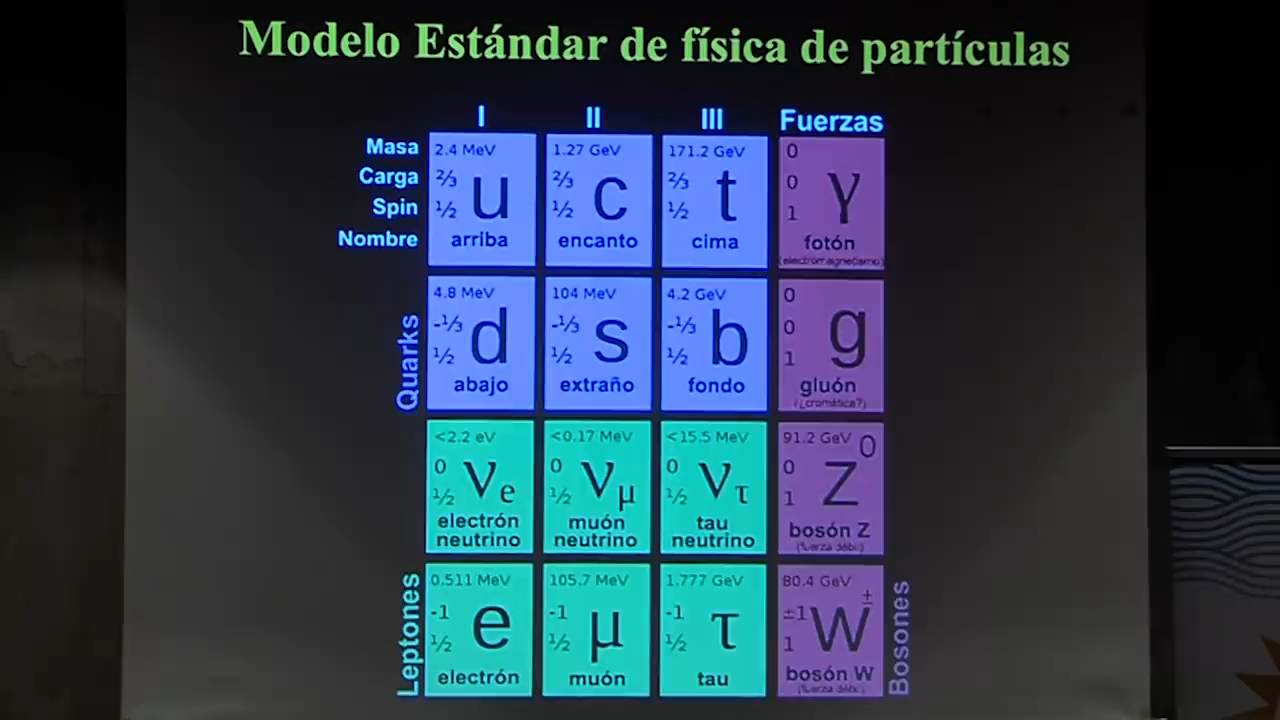 Modelo Estándar de física de partículas
I II III Fuerzas
Masa
Carga
Spin
Nombre
2.4 MeV
⅔
½
u
arriba
1.27 GeV
⅔
½
c
encanto
171.2 GeV
⅔
½
t
cima
0
0
1
γ
fotón
(electromagnetismo)
Quarks
4.8 MeV
-⅓
½
d
abajo
104 MeV
-⅓
½
s
extraño
4.2 GeV
-⅓
½
b
fondo
0
0
1
g
gluón
(¿cromática?)
Leptones
<2.2 eV
0
½
νe
electrón
neutrino
<0.17 MeV
0
½
νμ
muón
neutrino
<15.5 MeV
0
½
ντ
tau
neutrino
91.2 GeV
0
1
Z0
bosón Z
(fuerza débil)
0.511 MeV
-1
½
e
electrón
105.7 MeV
-1
½
μ
muón
1.777 GeV
-1
½
τ
tau
80.4 GeV
±1
1
W±
bosón W
(fuerza débil)
Bosones